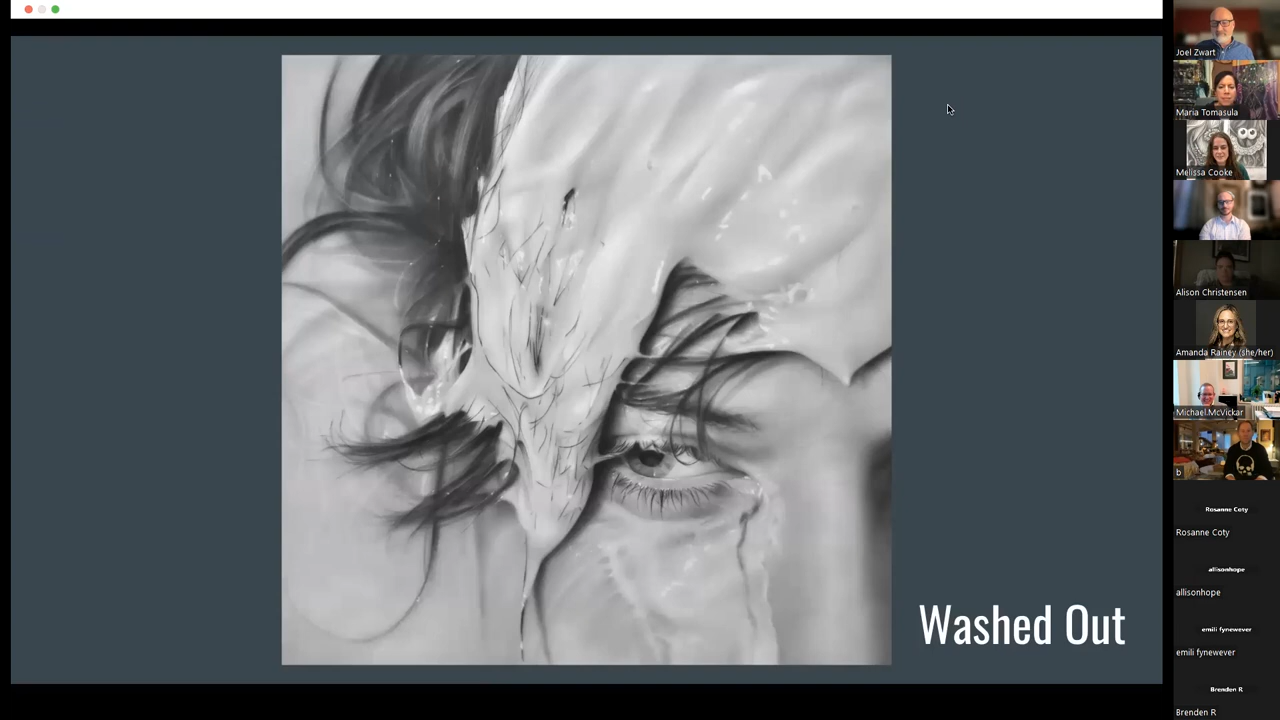 Washed Out
Joel Zwart
Maria Tomasula
Melissa Cooke
Alison Christensen
Amanda Rainey (she/her)
Michael.McVickar
b
Rosanne Coty
Rosanne Coty
allisonhope
allisonhope
emili fynewever
emili fynewever
Brenden R
Brenden R